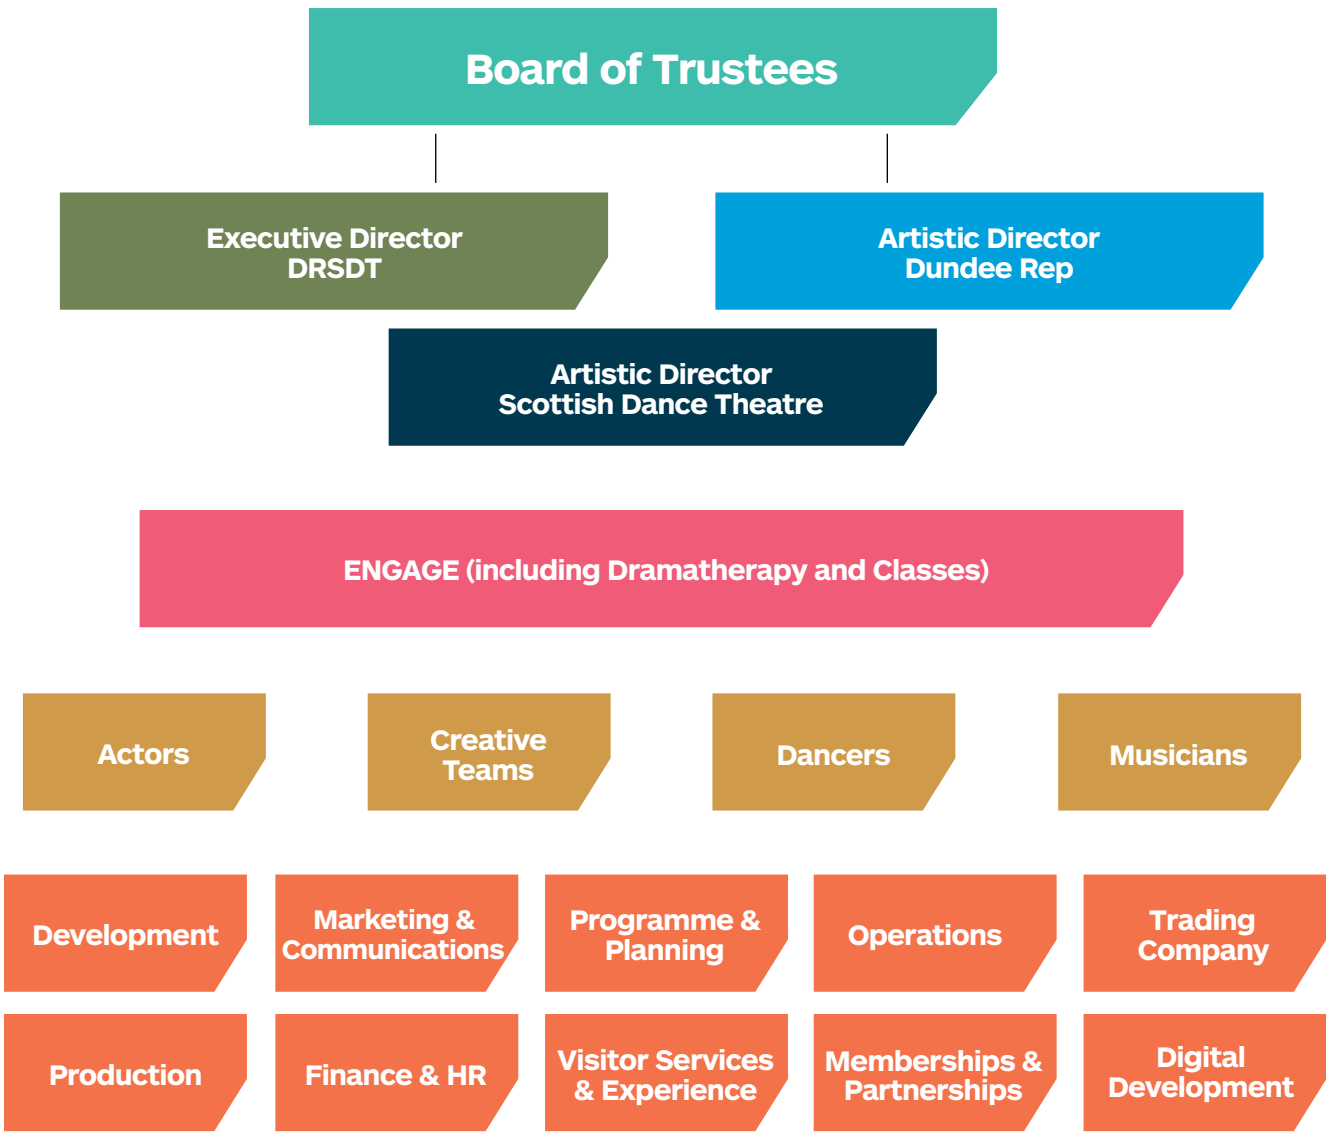 Board of Trustees
Executive Director
DRSDT
Artistic Director
Dundee Rep
Artistic Director
Scottish Dance Theatre
ENGAGE (including Dramatherapy and Classes)
Actors
Creative
Teams
Dancers
Musicians
Development
Marketing &
Communications
Programme &
Planning
Operations
Trading
Company
Production
Finance & HR
Visitor Services
& Experience
Memberships &
Partnerships
Digital
Development